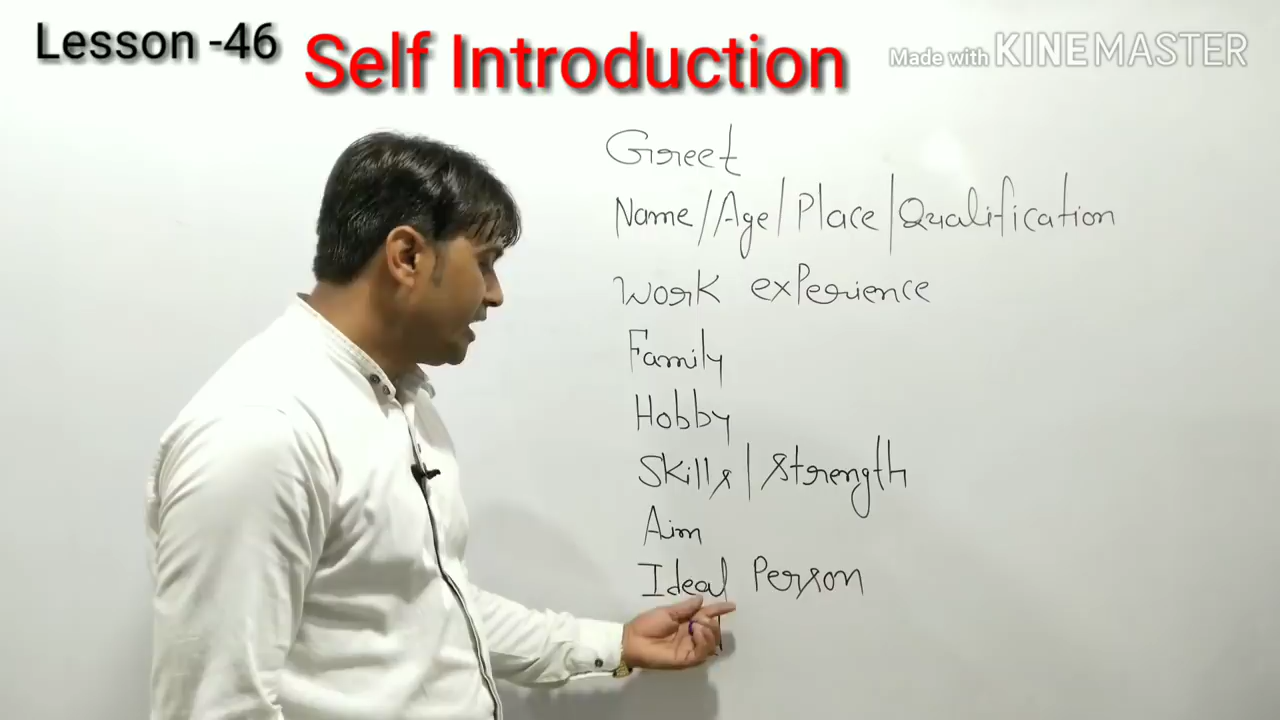 Lesson -46
Self Introduction
Made with KINEMASTER
Greet
Name/Age/Place/Qualification
Work experience
Family
Hobby
Skills/Strength
Aim
Ideal Person